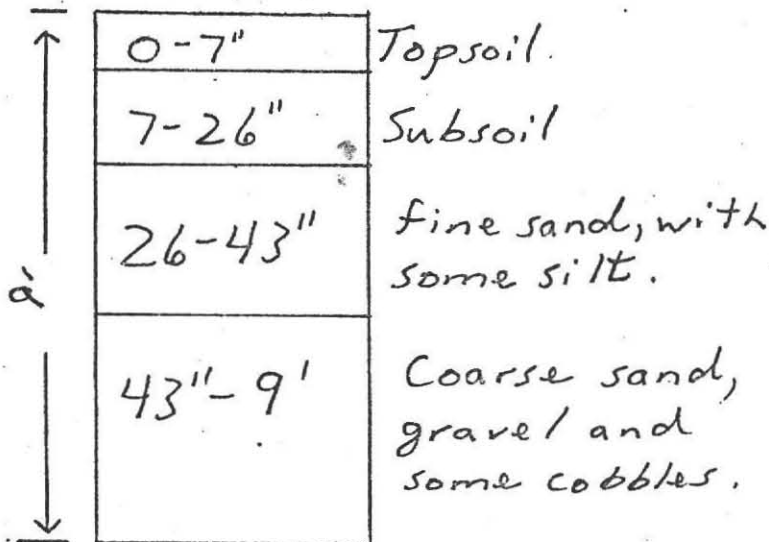 0-7" Topsoil.
7-26" Subsoil
26-43" fine sand, with
some silt.
43"-9' Coarse sand,
gravel and
some cobbles.